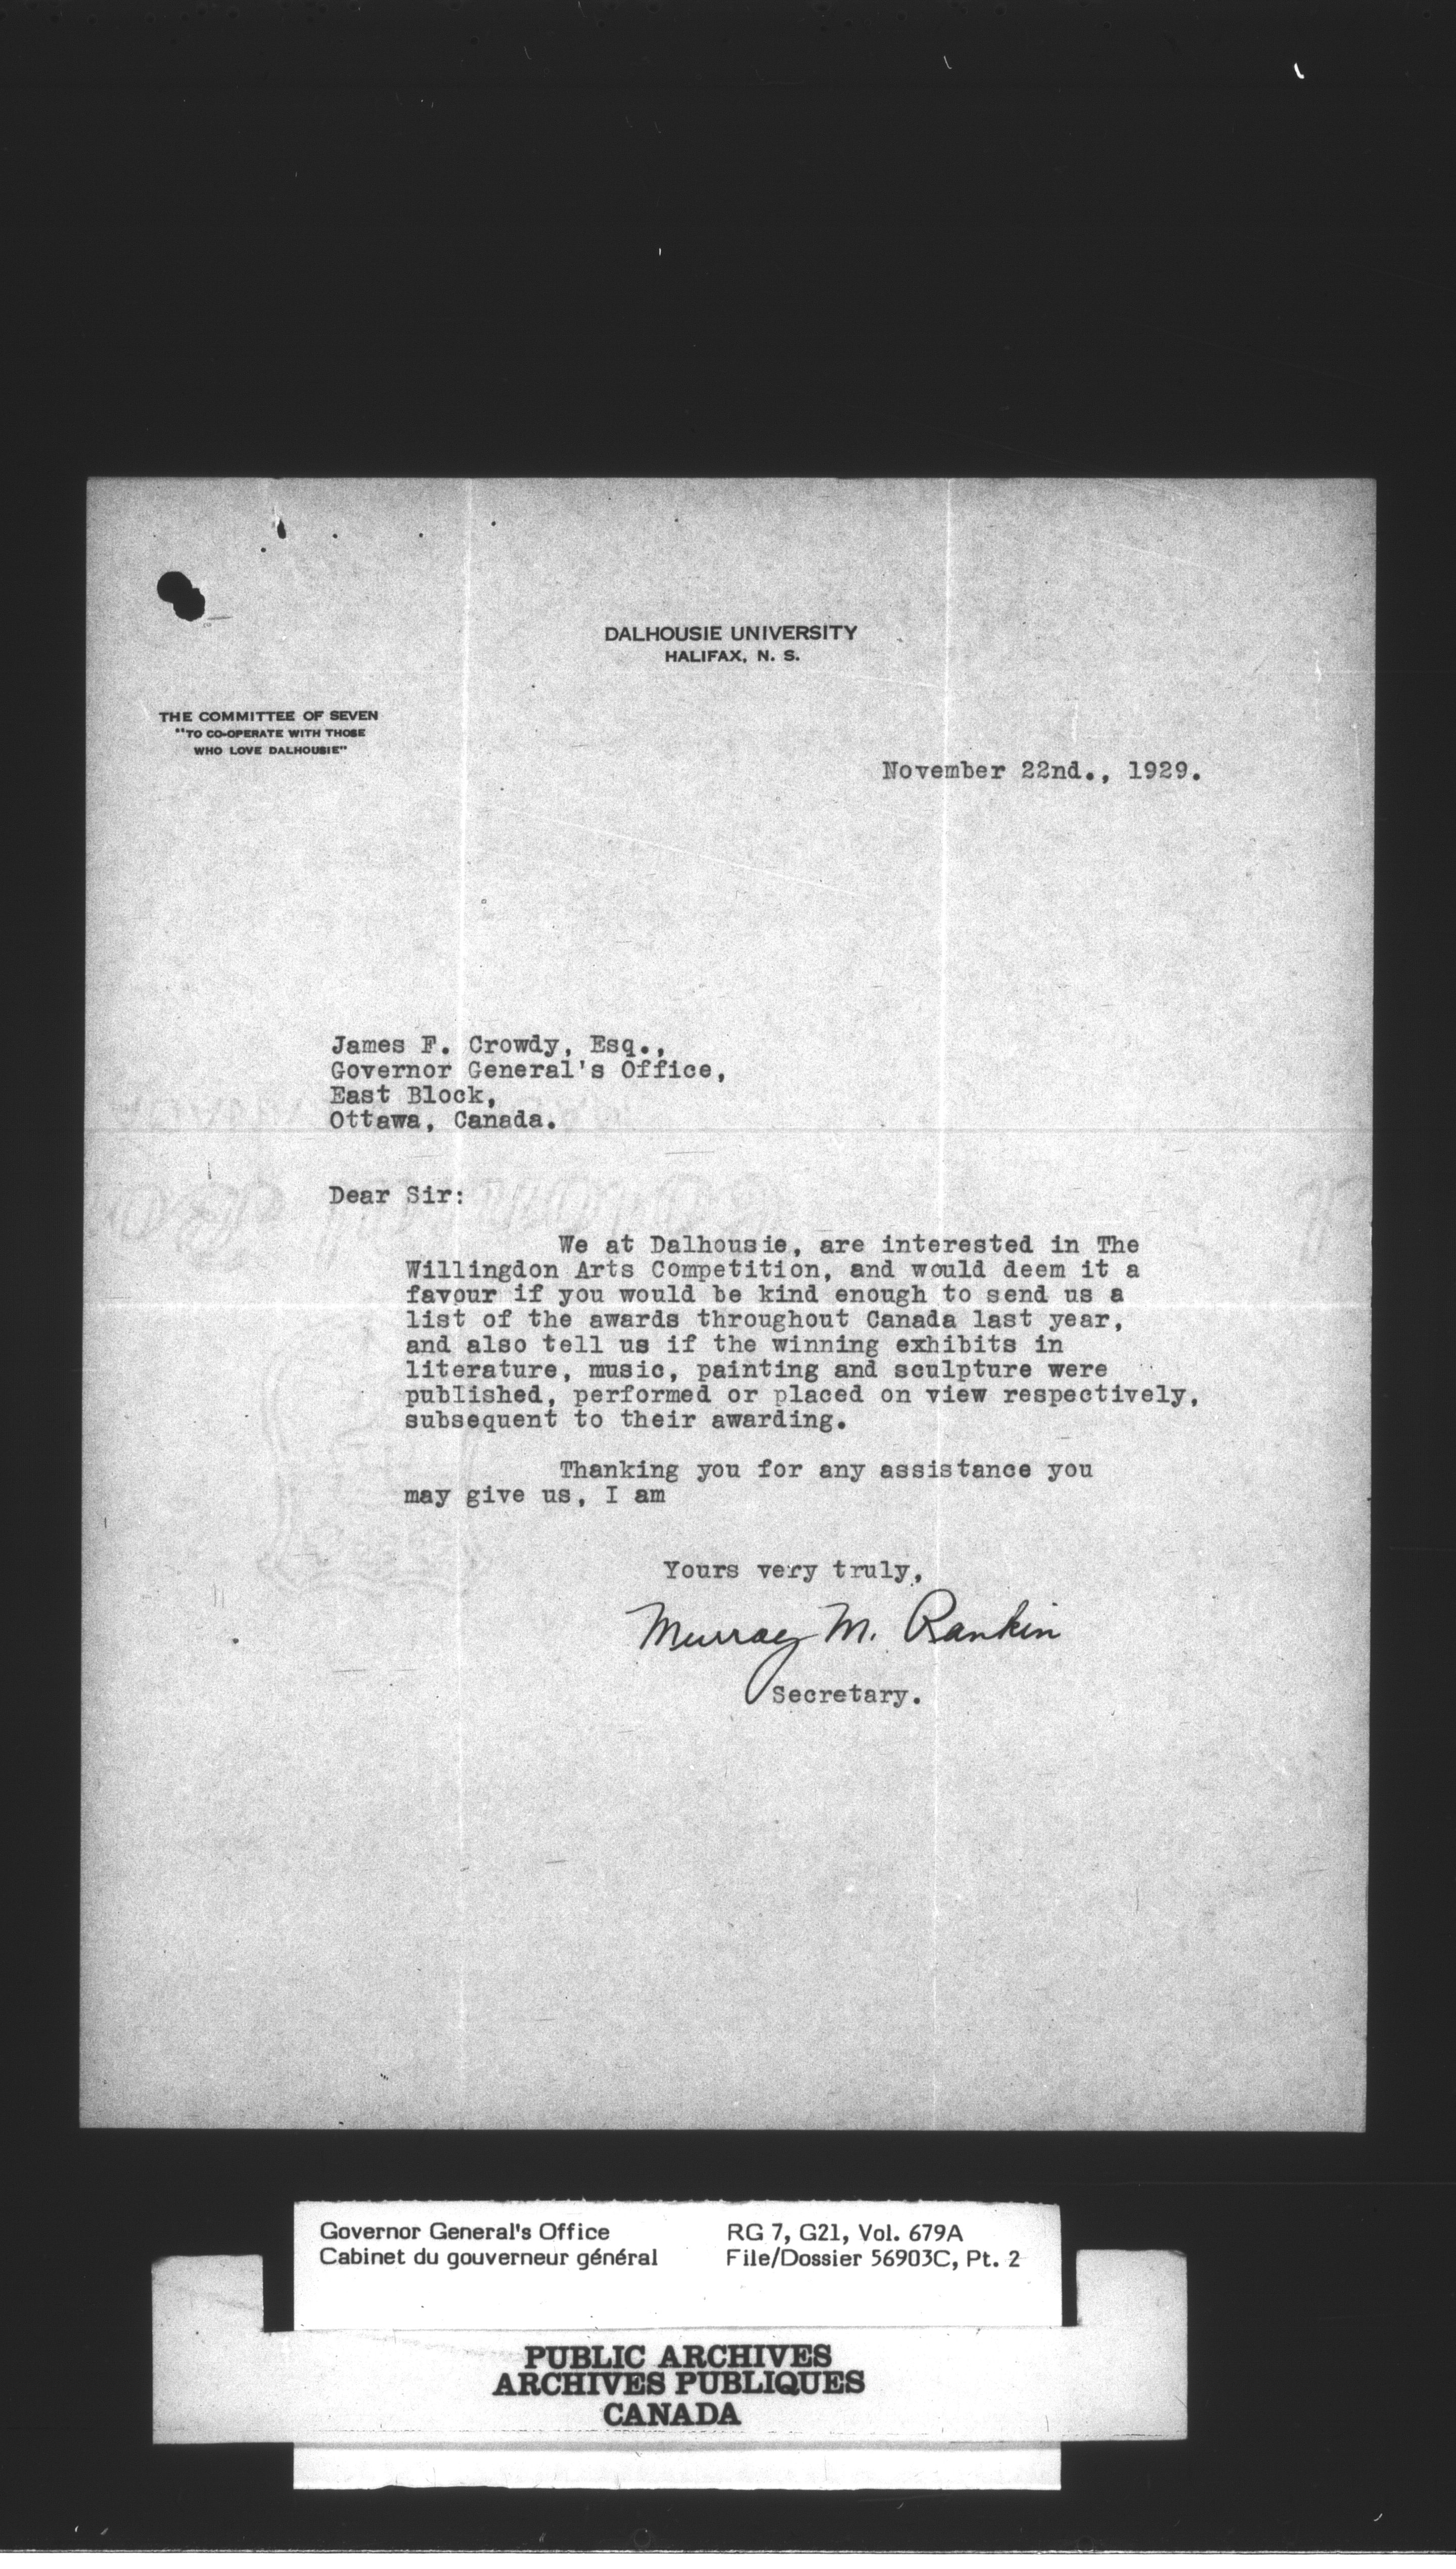 DALHOUSIE UNIVERSITY
HALIFAX, N. S.
THE COMMITTEE OF SEVEN
"TO CO-OPERATE WITH THOSE
WHO LOVE DALHOUSIE"
November 22nd., 1929.
James F. Crowdy, Esq.,
Governor General's Office,
East Block,
Ottawa, Canada.
Dear Sir:
We at Dalhousie, are interested in The
Willingdon Arts Competition, and would deem it a
favour if you would be kind enough to send us a
list of the awards throughout Canada last year,
and also tell us if the winning exhibits in
literature, music, painting and sculpture were
published, performed or placed on view respectively,
subsequent to their awarding.
Thanking you for any assistance you
may give us, I am
Yours very truly,
Murray M. Rankin
Secretary.
Governor General's Office
Cabinet du gouverneur général
RG 7, G21, Vol. 679A
File/Dossier 56903C, Pt. 2
PUBLIC ARCHIVES
ARCHIVES PUBLIQUES
CANADA